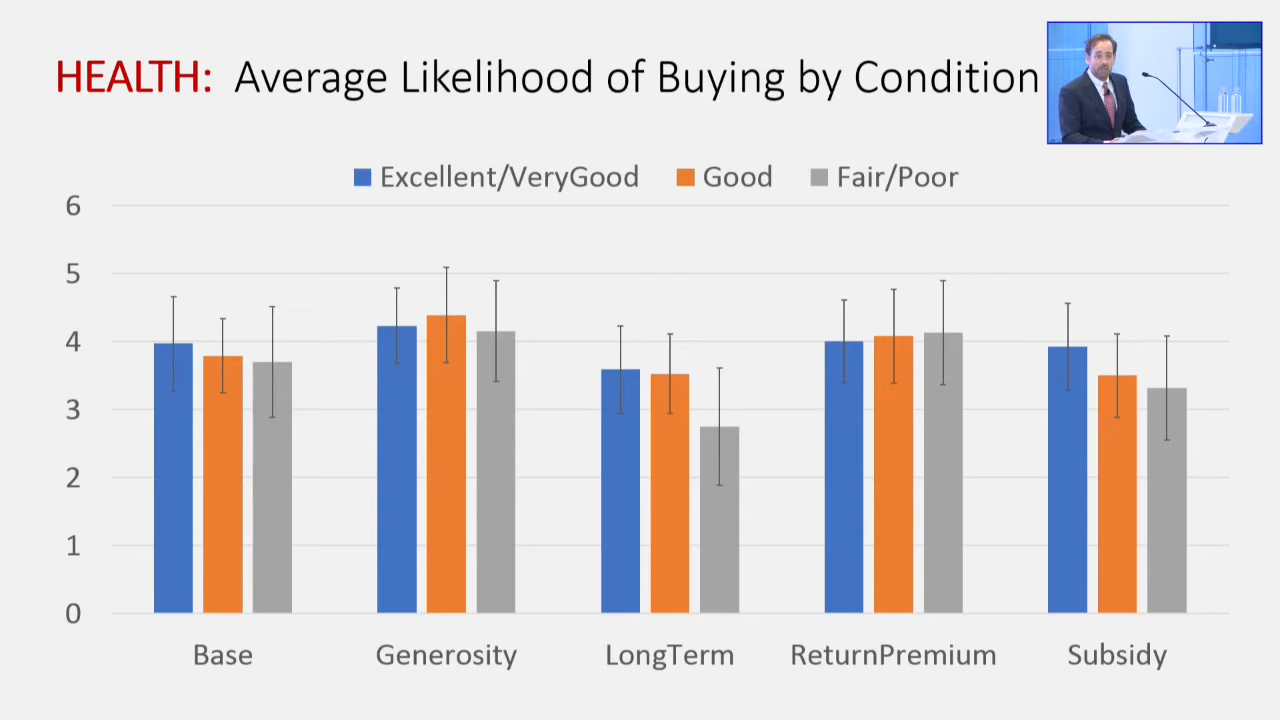 HEALTH: Average Likelihood of Buying by Condition
Excellent/VeryGood Good Fair/Poor
6
5
4
3
2
1
0
Base Generosity LongTerm ReturnPremium Subsidy